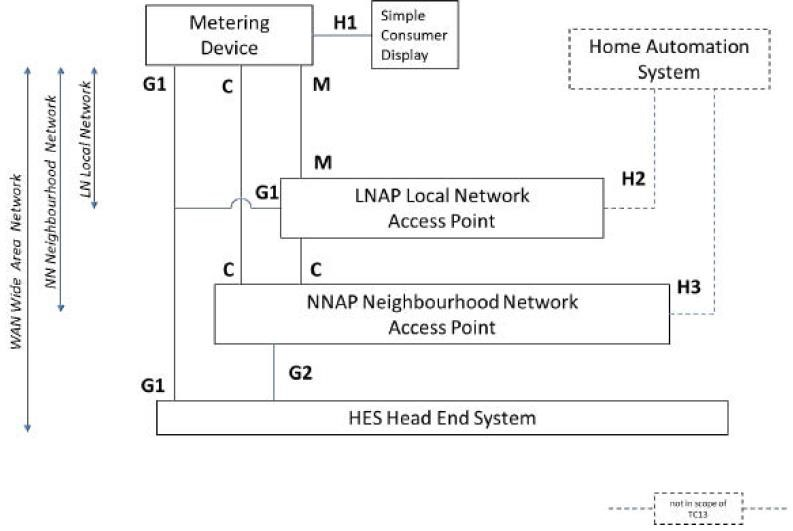 Metering
Device
H1
Simple
Consumer
Display
Home Automation
System
G1
C
M
WAN Wide Area Network
NN Neighbourhood Network
LN Local Network
M
G1
LNAP Local Network
Access Point
H2
C
C
NNAP Neighbourhood Network
Access Point
H3
G1
G2
HES Head End System
not in scope of
TC13